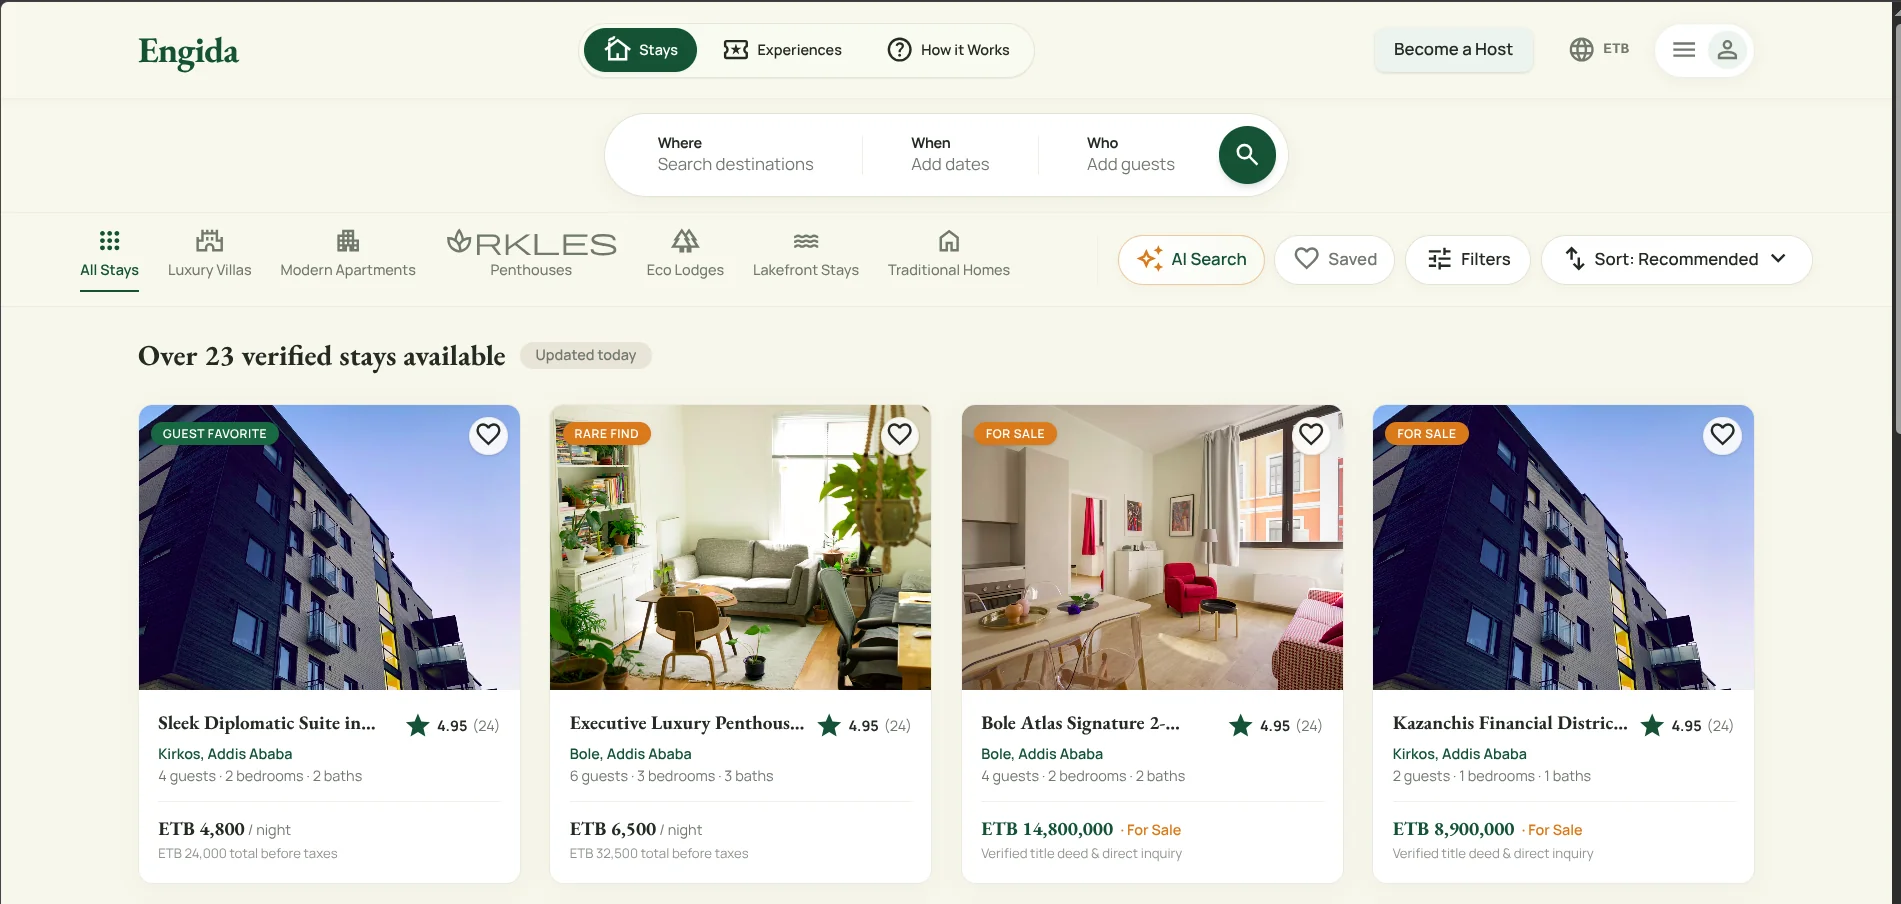 Engida
Stays
Experiences
How it Works
Become a Host
ETB
Where
Search destinations
When
Add dates
Who
Add guests
All Stays
Luxury Villas
Modern Apartments
RKLES
Penthouses
Eco Lodges
Lakefront Stays
Traditional Homes
AI Search
Saved
Filters
Sort: Recommended
Over 23 verified stays available
Updated today
GUEST FAVORITE
Sleek Diplomatic Suite in...
4.95 (24)
Kirkos, Addis Ababa
4 guests · 2 bedrooms · 2 baths
ETB 4,800 / night
ETB 24,000 total before taxes
RARE FIND
Executive Luxury Penthous...
4.95 (24)
Bole, Addis Ababa
6 guests · 3 bedrooms · 3 baths
ETB 6,500 / night
ETB 32,500 total before taxes
FOR SALE
Bole Atlas Signature 2-...
4.95 (24)
Bole, Addis Ababa
4 guests · 2 bedrooms · 2 baths
ETB 14,800,000 · For Sale
Verified title deed & direct inquiry
FOR SALE
Kazanchis Financial Distric...
4.95 (24)
Kirkos, Addis Ababa
2 guests · 1 bedrooms · 1 baths
ETB 8,900,000 · For Sale
Verified title deed & direct inquiry